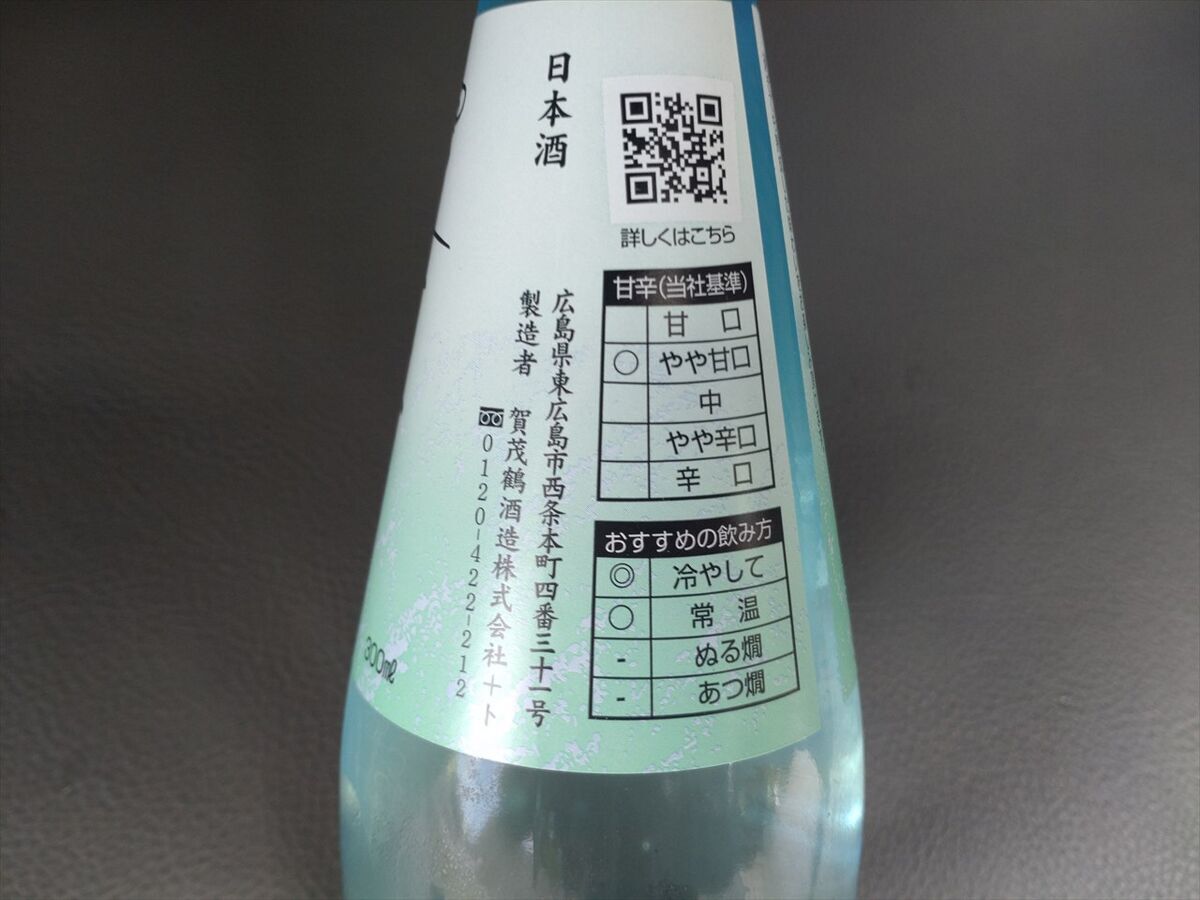 日本酒
詳しくはこちら
甘辛(当社基準)
甘 口
○ やや甘口
中
やや辛口
辛 口
おすすめの飲み方
◎ 冷やして
○ 常 温
- ぬる燗
- あつ燗
広島県東広島市西条本町四番三十一号
製造者 賀茂鶴酒造株式会社 ＋ト
0120-422-212
300ml